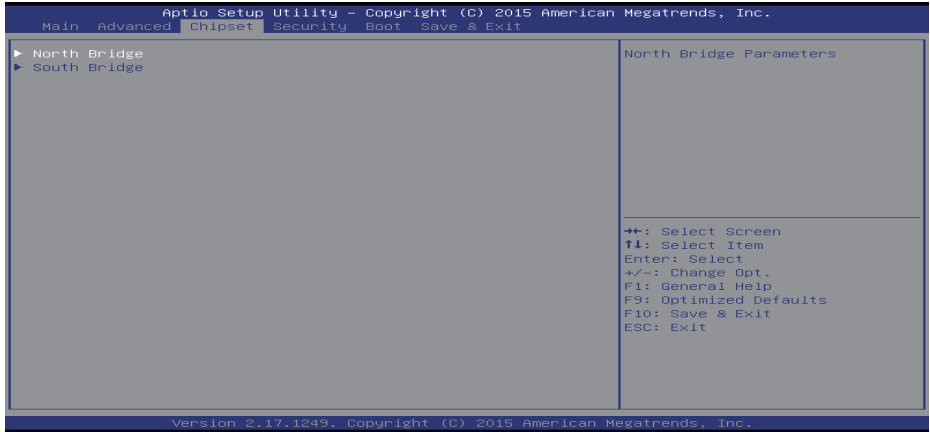 Aptio Setup Utility – Copyright (C) 2015 American Megatrends, Inc.
Main Advanced Chipset Security Boot Save & Exit
► North Bridge
► South Bridge
North Bridge Parameters
→←: Select Screen
↑↓: Select Item
Enter: Select
+/-: Change Opt.
F1: General Help
F9: Optimized Defaults
F10: Save & Exit
ESC: Exit
Version 2.17.1249. Copyright (C) 2015 American Megatrends, Inc.